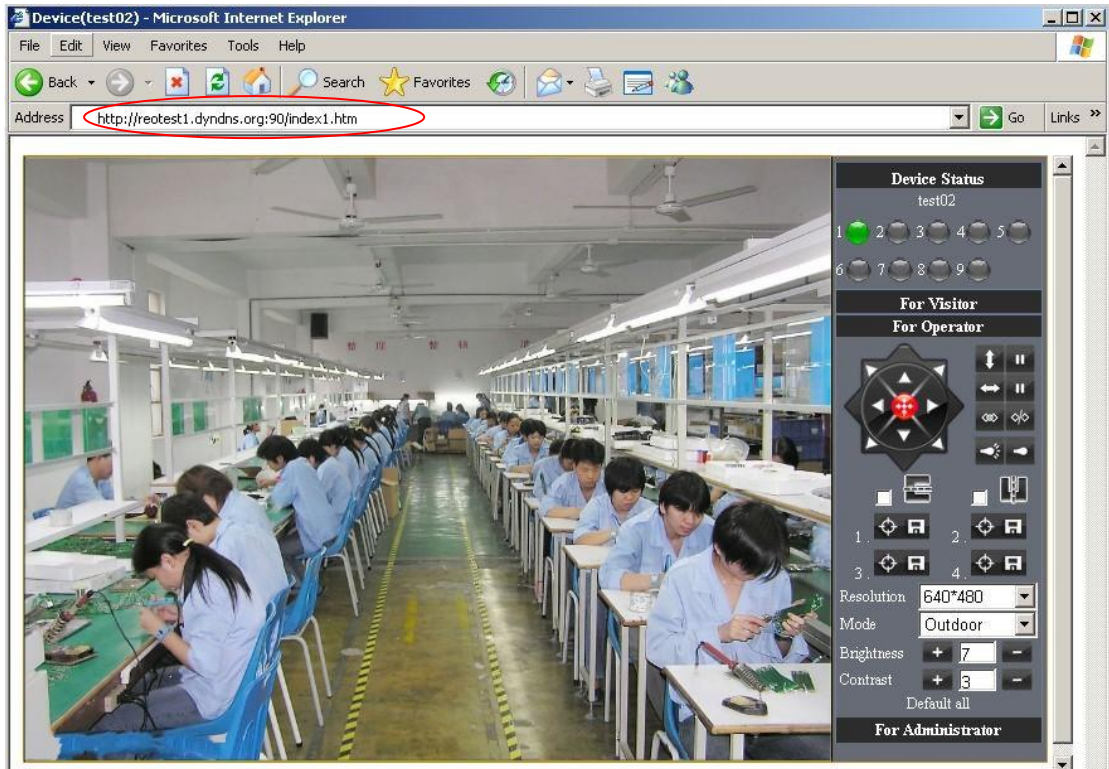 Device(test02) - Microsoft Internet Explorer
File Edit View Favorites Tools Help
Back Search Favorites
Address http://reotest1.dyndns.org:90/index1.htm Go Links »
Device Status
test02
1 2 3 4 5
6 7 8 9
For Visitor
For Operator
1. 2.
3. 4.
Resolution 640*480
Mode Outdoor
Brightness + 7 -
Contrast + 3 -
Default all
For Administrator